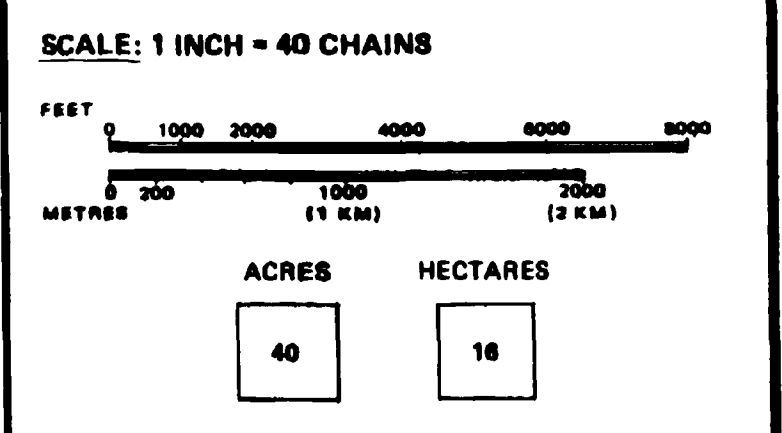 SCALE: 1 INCH = 40 CHAINS
FEET
0 1000 2000 4000 6000 8000
0 200 1000 2000
METRES (1 KM) (2 KM)
ACRES HECTARES
40 16